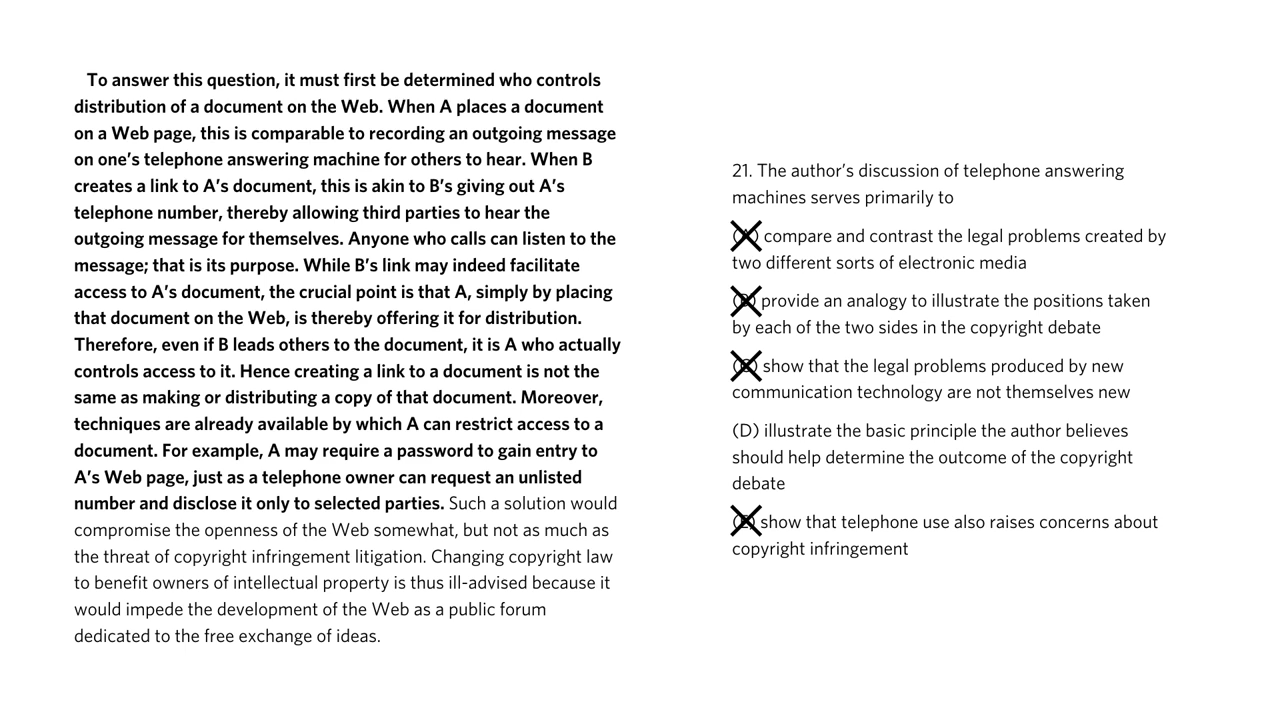 To answer this question, it must first be determined who controls
distribution of a document on the Web. When A places a document
on a Web page, this is comparable to recording an outgoing message
on one's telephone answering machine for others to hear. When B
creates a link to A's document, this is akin to B's giving out A's
telephone number, thereby allowing third parties to hear the
outgoing message for themselves. Anyone who calls can listen to the
message; that is its purpose. While B's link may indeed facilitate
access to A's document, the crucial point is that A, simply by placing
that document on the Web, is thereby offering it for distribution.
Therefore, even if B leads others to the document, it is A who actually
controls access to it. Hence creating a link to a document is not the
same as making or distributing a copy of that document. Moreover,
techniques are already available by which A can restrict access to a
document. For example, A may require a password to gain entry to
A's Web page, just as a telephone owner can request an unlisted
number and disclose it only to selected parties. Such a solution would
compromise the openness of the Web somewhat, but not as much as
the threat of copyright infringement litigation. Changing copyright law
to benefit owners of intellectual property is thus ill-advised because it
would impede the development of the Web as a public forum
dedicated to the free exchange of ideas.
21. The author's discussion of telephone answering
machines serves primarily to
(A) compare and contrast the legal problems created by
two different sorts of electronic media
(B) provide an analogy to illustrate the positions taken
by each of the two sides in the copyright debate
(C) show that the legal problems produced by new
communication technology are not themselves new
(D) illustrate the basic principle the author believes
should help determine the outcome of the copyright
debate
(E) show that telephone use also raises concerns about
copyright infringement